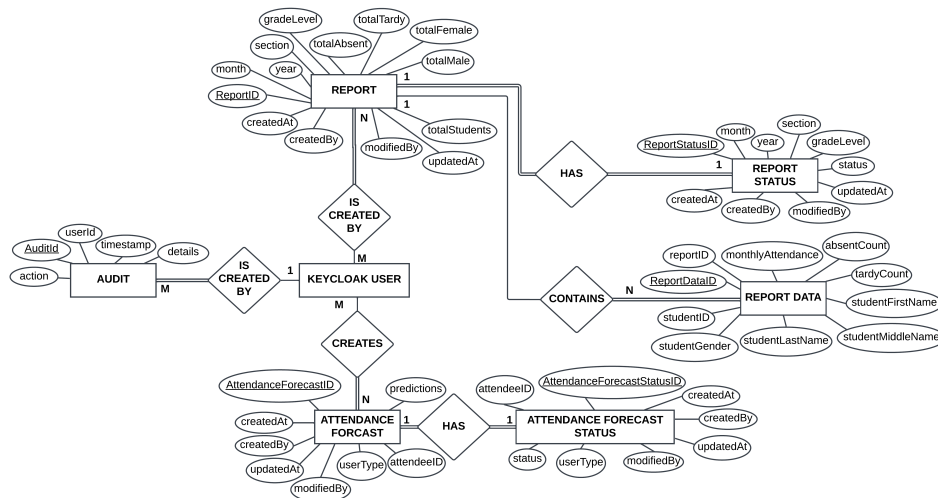 gradeLevel
totalTardy
totalFemale
section
totalAbsent
totalMale
month
year
ReportID
REPORT
1
1
N
createdAt
createdBy
modifiedBy
totalStudents
updatedAt
HAS
1
ReportStatusID
month
year
section
gradeLevel
status
REPORT
STATUS
createdAt
createdBy
modifiedBy
updatedAt
IS
CREATED
BY
M
AuditId
userId
timestamp
details
action
AUDIT
M
IS
CREATED
BY
1
KEYCLOAK USER
M
CONTAINS
N
reportID
monthlyAttendance
absentCount
ReportDataID
tardyCount
REPORT DATA
studentFirstName
studentID
studentGender
studentLastName
studentMiddleName
CREATES
N
AttendanceForecastID
predictions
createdAt
createdBy
ATTENDANCE
FORCAST
updatedAt
modifiedBy
userType
attendeeID
1
HAS
1
attendeeID
AttendanceForecastStatusID
createdAt
createdBy
ATTENDANCE FORECAST
STATUS
updatedAt
status
userType
modifiedBy